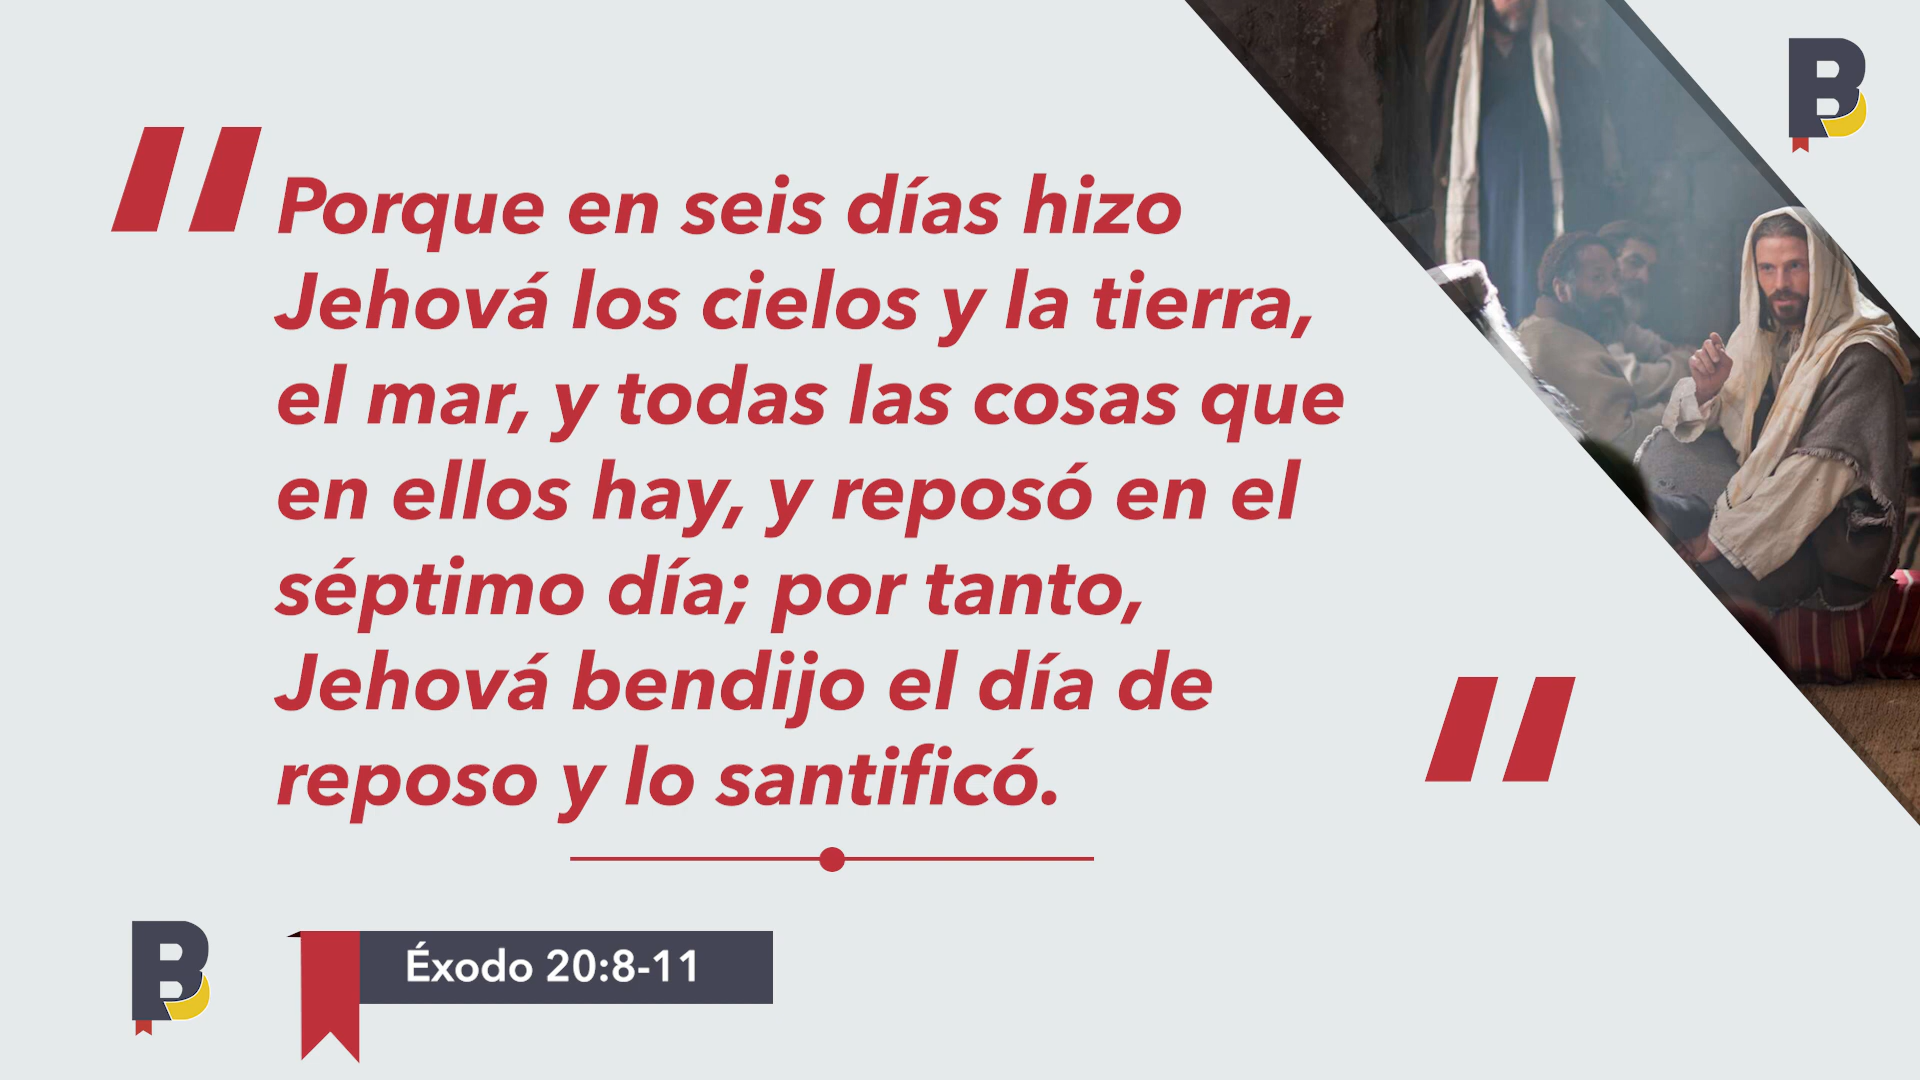 " Porque en seis días hizo
Jehová los cielos y la tierra,
el mar, y todas las cosas que
en ellos hay, y reposó en el
séptimo día; por tanto,
Jehová bendijo el día de
reposo y lo santificó. "
Éxodo 20:8-11
B
B